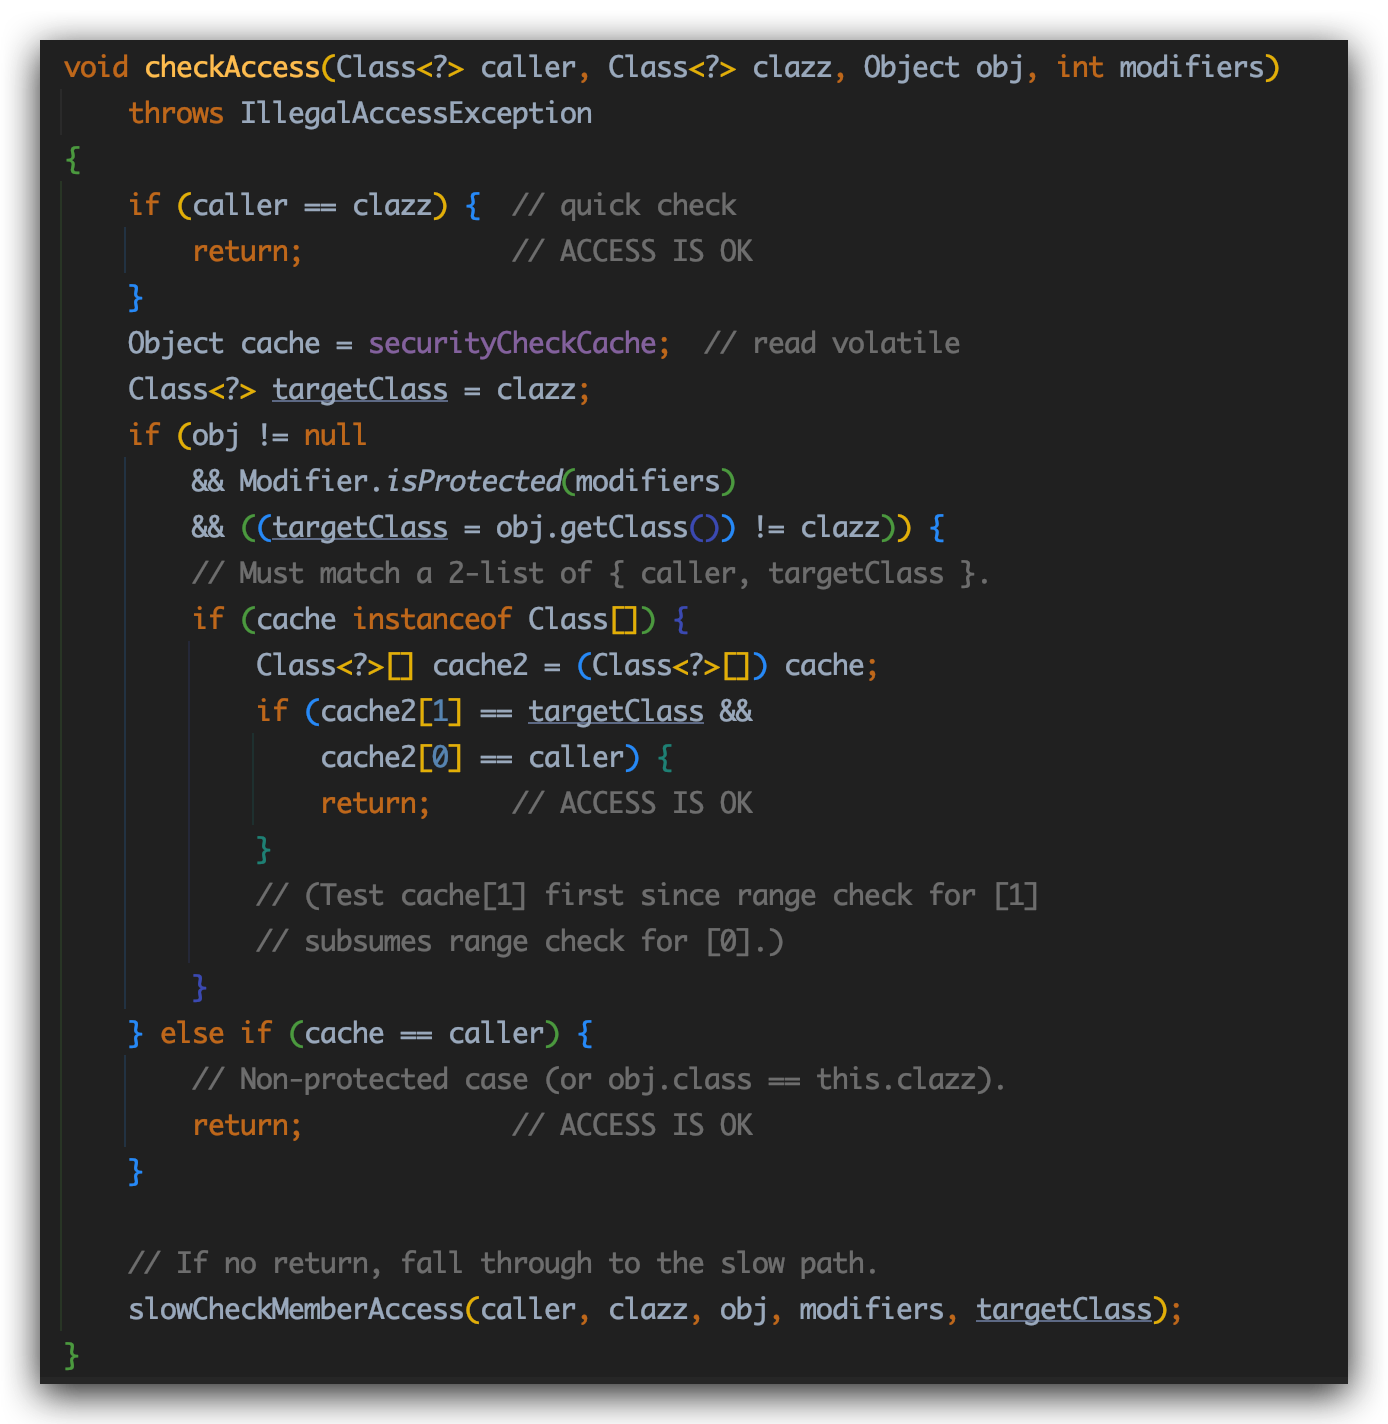 void checkAccess(Class<?> caller, Class<?> clazz, Object obj, int modifiers)
    throws IllegalAccessException
{
    if (caller == clazz) {  // quick check
        return;             // ACCESS IS OK
    }
    Object cache = securityCheckCache;  // read volatile
    Class<?> targetClass = clazz;
    if (obj != null
        && Modifier.isProtected(modifiers)
        && ((targetClass = obj.getClass()) != clazz)) {
        // Must match a 2-list of { caller, targetClass }.
        if (cache instanceof Class[]) {
            Class<?>[] cache2 = (Class<?>[]) cache;
            if (cache2[1] == targetClass &&
                cache2[0] == caller) {
                return;     // ACCESS IS OK
            }
            // (Test cache[1] first since range check for [1]
            // subsumes range check for [0].)
        }
    } else if (cache == caller) {
        // Non-protected case (or obj.class == this.clazz).
        return;             // ACCESS IS OK
    }

    // If no return, fall through to the slow path.
    slowCheckMemberAccess(caller, clazz, obj, modifiers, targetClass);
}